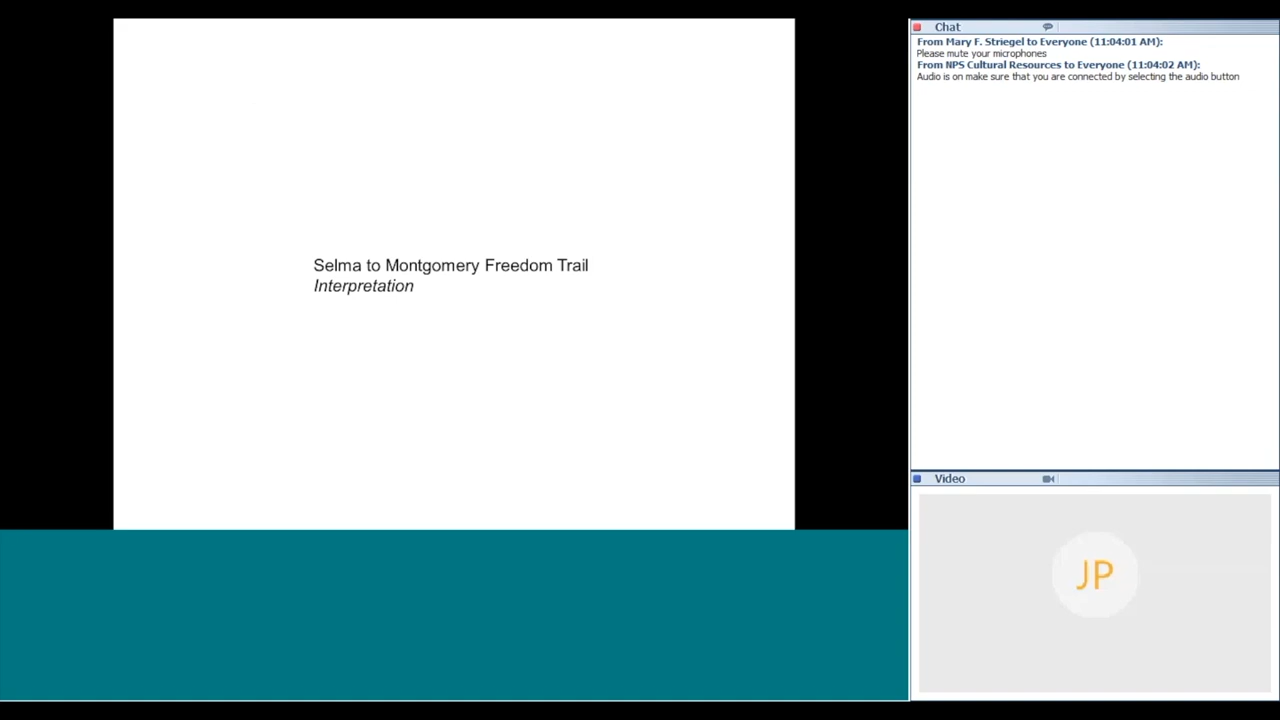 Selma to Montgomery Freedom Trail
Interpretation
Chat
From Mary F. Striegel to Everyone (11:04:01 AM):
Please mute your microphones
From NPS Cultural Resources to Everyone (11:04:02 AM):
Audio is on make sure that you are connected by selecting the audio button
Video
JP